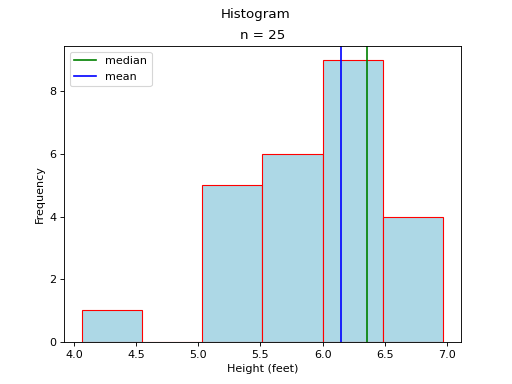 Histogram
n = 25
median
mean
8
6
4
2
0
Frequency
4.0 4.5 5.0 5.5 6.0 6.5 7.0
Height (feet)